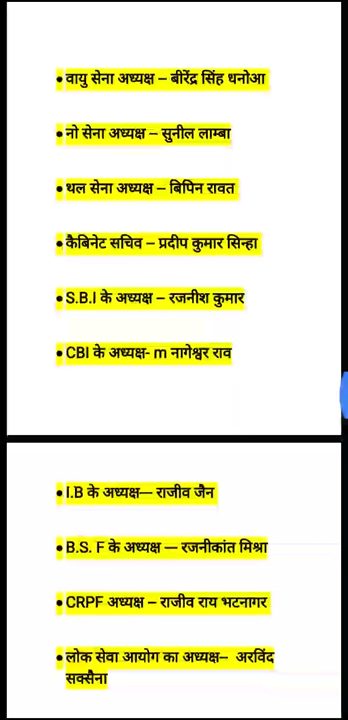 • वायु सेना अध्यक्ष – बीरेंद्र सिंह धनोआ
• नो सेना अध्यक्ष – सुनील लाम्बा
• थल सेना अध्यक्ष – बिपिन रावत
• कैबिनेट सचिव – प्रदीप कुमार सिन्हा
• S.B.I के अध्यक्ष – रजनीश कुमार
• CBI के अध्यक्ष- m नागेश्वर राव
• I.B के अध्यक्ष— राजीव जैन
• B.S. F के अध्यक्ष — रजनीकांत मिश्रा
• CRPF अध्यक्ष – राजीव राय भटनागर
• लोक सेवा आयोग का अध्यक्ष– अरविंद
सक्सैना